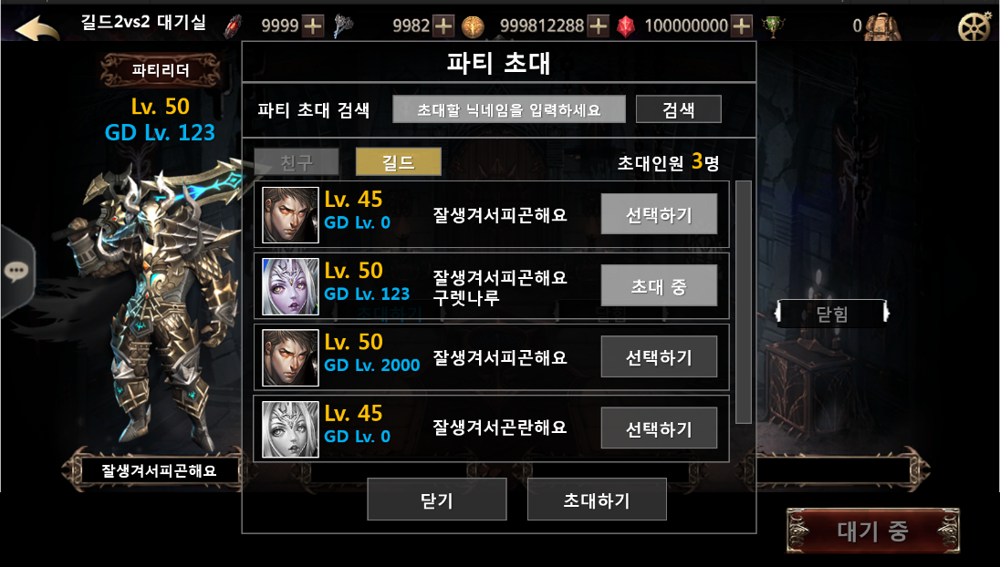 길드2vs2 대기실
9999
9982
999812288
100000000
0
파티리더
Lv. 50
GD Lv. 123
파티 초대
파티 초대 검색
초대할 닉네임을 입력하세요
검색
친구
길드
초대인원 3명
Lv. 45
GD Lv. 0
잘생겨서피곤해요
선택하기
Lv. 50
GD Lv. 123
잘생겨서피곤해요
구렛나루
초대 중
초대하기
닫힘
닫힘
Lv. 50
GD Lv. 2000
잘생겨서피곤해요
선택하기
Lv. 45
GD Lv. 0
잘생겨서곤란해요
선택하기
잘생겨서피곤해요
닫기
초대하기
대기 중